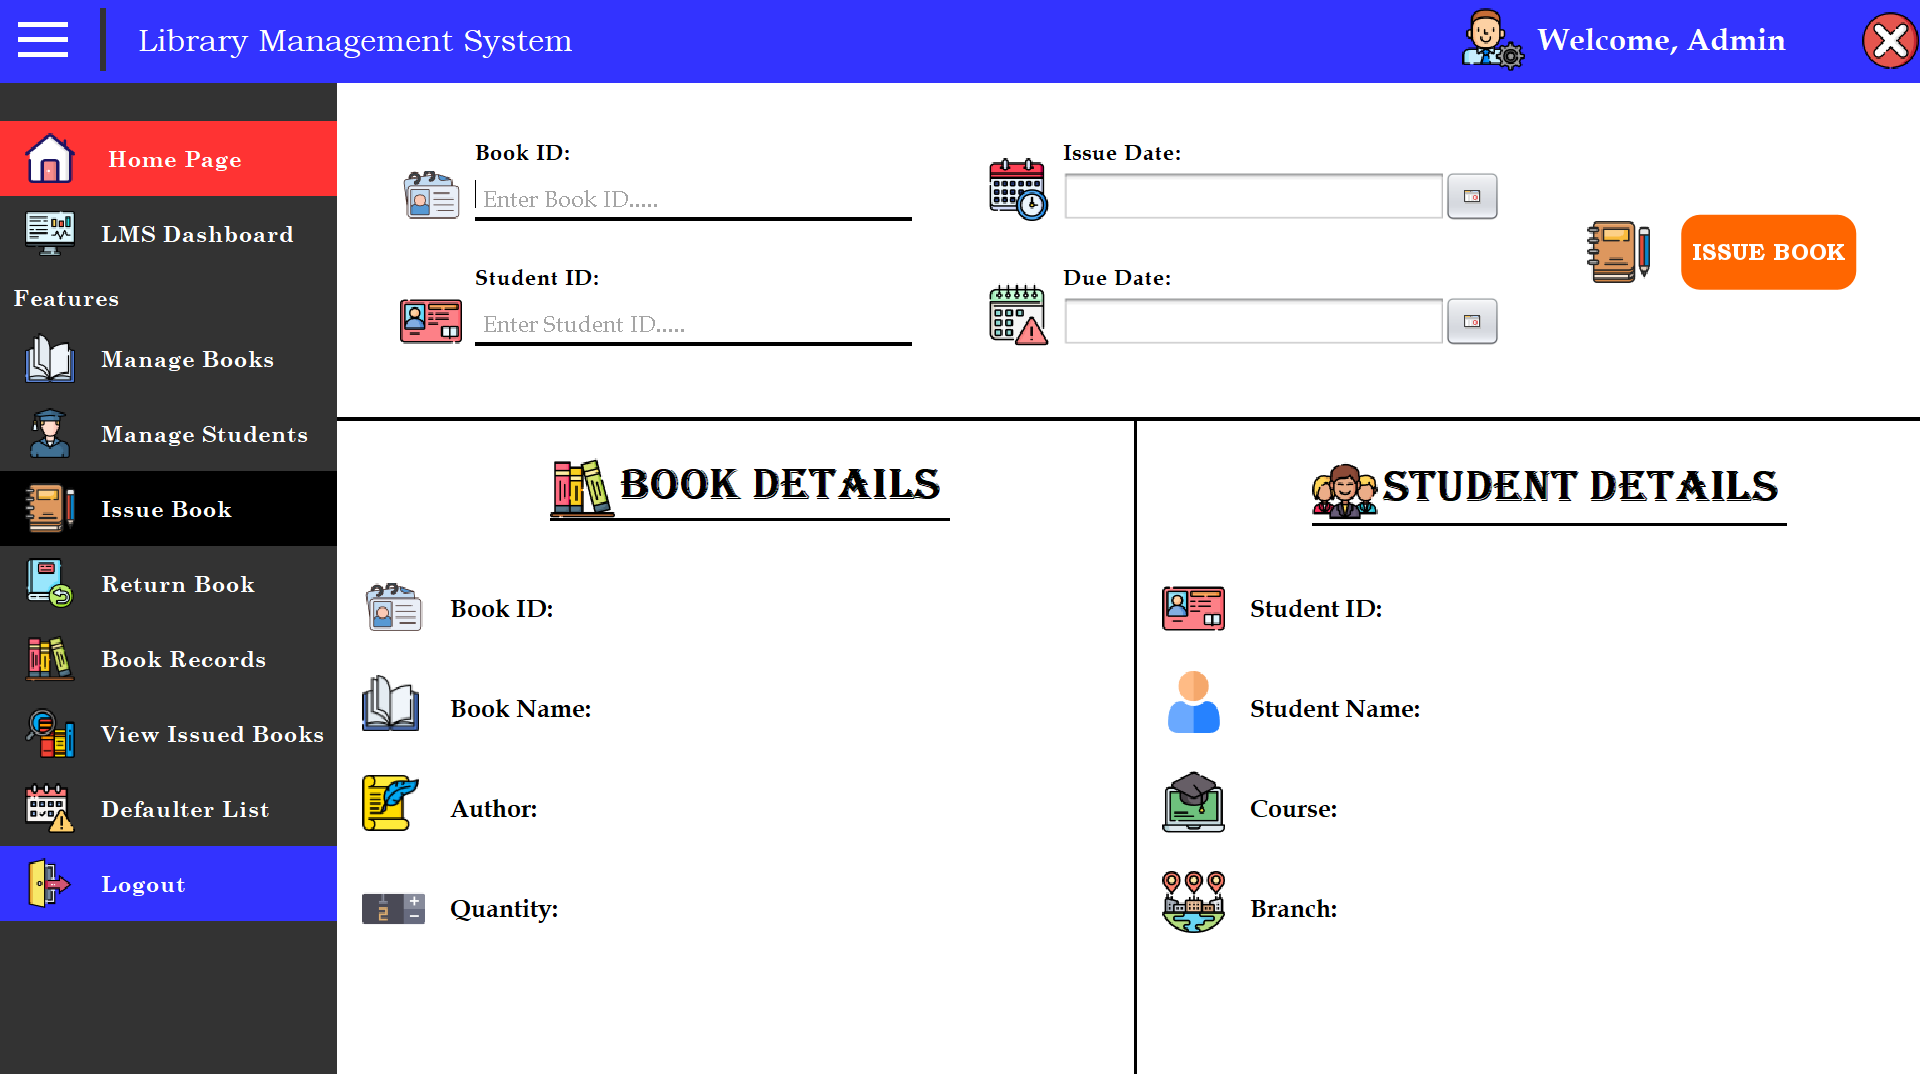 Library Management System
Welcome, Admin
Home Page
LMS Dashboard
Features
Manage Books
Manage Students
Issue Book
Return Book
Book Records
View Issued Books
Defaulter List
Logout
Book ID:
Enter Book ID.....
Student ID:
Enter Student ID.....
Issue Date:
Due Date:
ISSUE BOOK
BOOK DETAILS
Book ID:
Book Name:
Author:
Quantity:
STUDENT DETAILS
Student ID:
Student Name:
Course:
Branch: